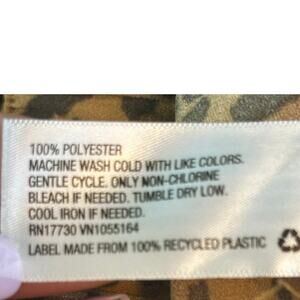 100% POLYESTER
MACHINE WASH COLD WITH LIKE COLORS.
GENTLE CYCLE. ONLY NON-CHLORINE
BLEACH IF NEEDED. TUMBLE DRY LOW.
COOL IRON IF NEEDED.
RN17730 VN1055164
LABEL MADE FROM 100% RECYCLED PLASTIC